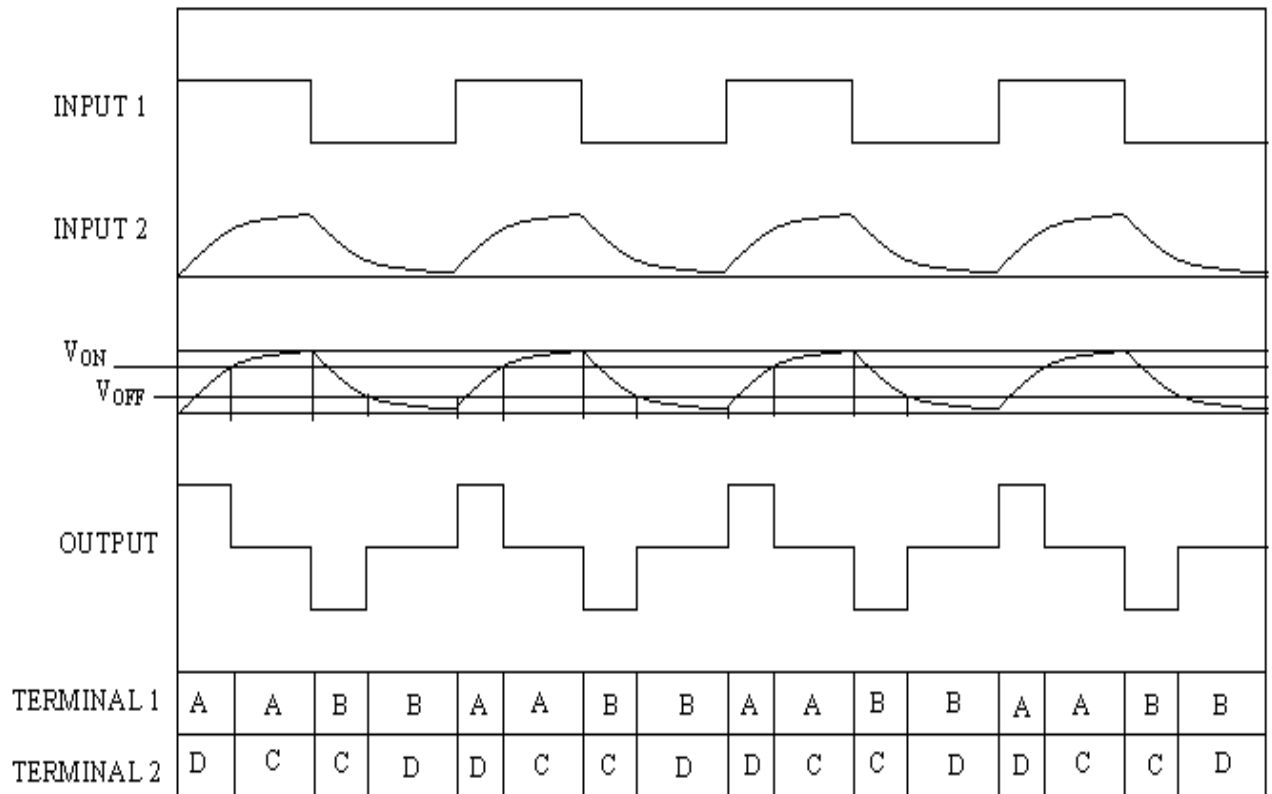 INPUT 1
INPUT 2
VON
VOFF
OUTPUT
TERMINAL 1 A A B B A A B B A A B B A A B B
TERMINAL 2 D C C D D C C D D C C D D C C D